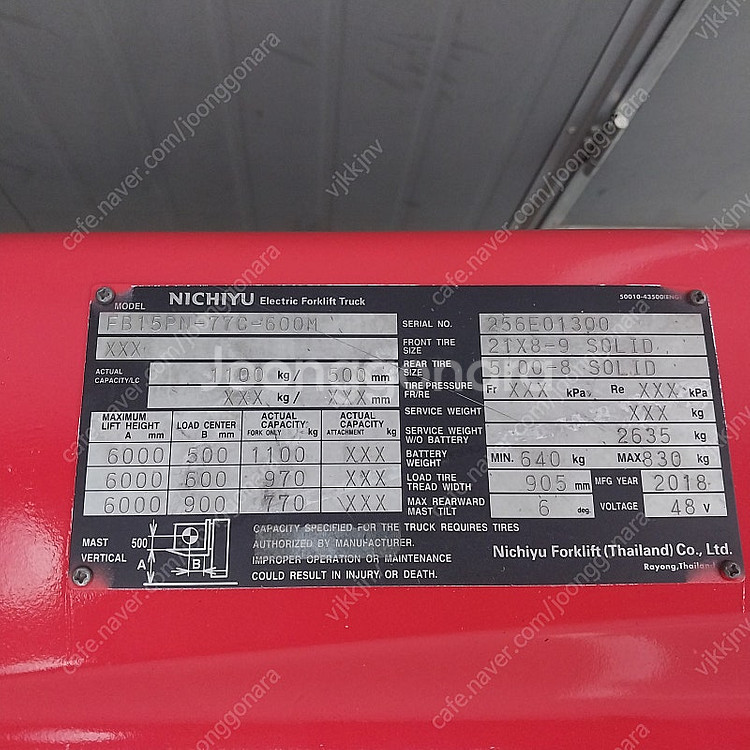 NICHIYU Electric Forklift Truck
50010-43500(ENG)
MODEL FB15PN-77C-600M SERIAL NO. 256E01300
XXX FRONT TIRE SIZE 21X8-9 SOLID
REAR TIRE SIZE 5.00-8 SOLID
ACTUAL CAPACITY/LC 1100 kg/ 500 mm
XXX kg/ XXX mm
TIRE PRESSURE FR/RE Fr XXX kPa Re XXX kPa
SERVICE WEIGHT XXX kg
SERVICE WEIGHT W/O BATTERY 2635 kg
BATTERY WEIGHT MIN. 640 kg MAX 830 kg
LOAD TIRE TREAD WIDTH 905 mm MFG YEAR 2018
MAX REARWARD MAST TILT 6 deg. VOLTAGE 48 V
MAXIMUM LIFT HEIGHT A mm LOAD CENTER B mm ACTUAL CAPACITY FORK ONLY kg ACTUAL CAPACITY ATTACHMENT kg
6000 500 1100 XXX
6000 600 970 XXX
6000 900 770 XXX
MAST VERTICAL 500 A B
CAPACITY SPECIFIED FOR THE TRUCK REQUIRES TIRES
AUTHORIZED BY MANUFACTURER.
IMPROPER OPERATION OR MAINTENANCE
COULD RESULT IN INJURY OR DEATH.
Nichiyu Forklift (Thailand) Co., Ltd.
Rayong, Thailand
Joonggonara
cafe.naver.com/joonggonara
vjkkjnv